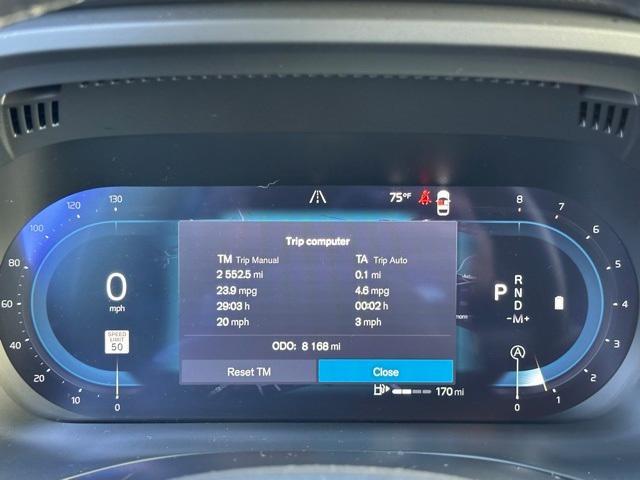 120 130 75°F 8 7
100 6
80 5
60 4
40 3
20 2
10 1
0 0
0
mph
SPEED
LIMIT
50
Trip computer
TM Trip Manual TA Trip Auto
2 552.5 mi 0.1 mi
23.9 mpg 4.6 mpg
29:03 h 00:02 h
20 mph 3 mph
ODO: 8 168 mi
Reset TM Close
more
P R
N
D
-M+
A
170 mi